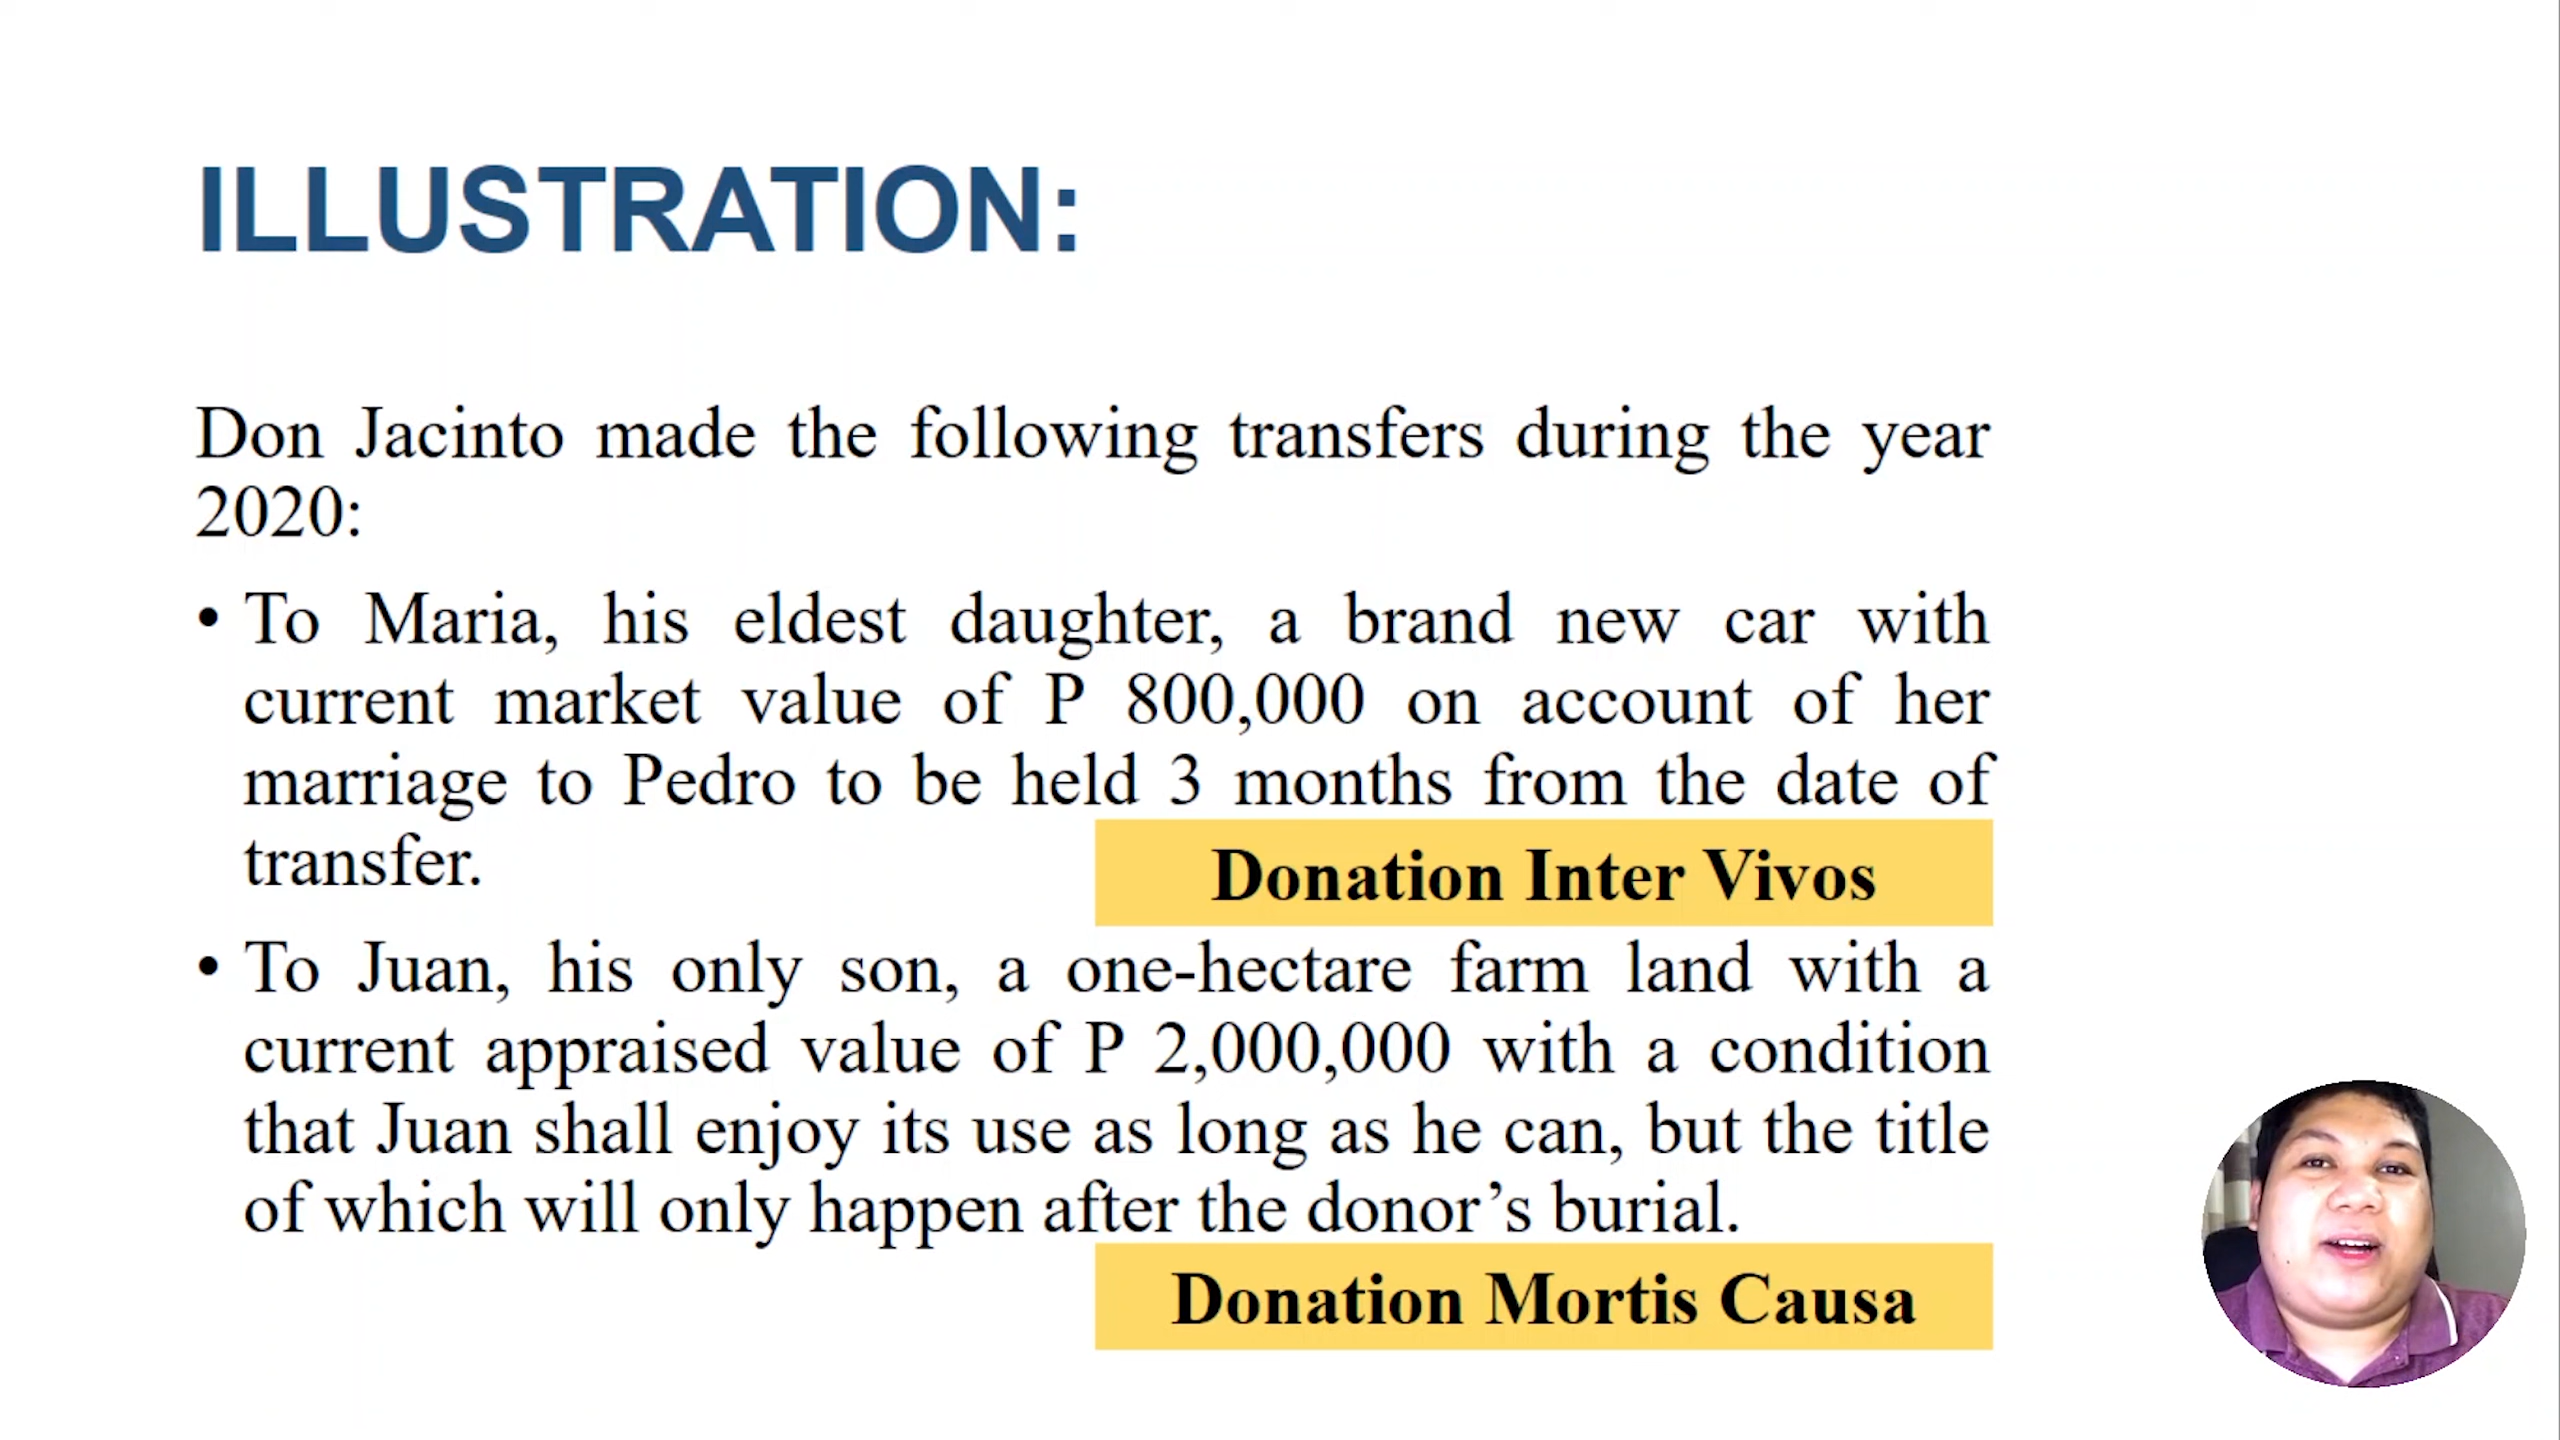 ILLUSTRATION:
Don Jacinto made the following transfers during the year
2020:
• To Maria, his eldest daughter, a brand new car with
current market value of P 800,000 on account of her
marriage to Pedro to be held 3 months from the date of
transfer.
Donation Inter Vivos
• To Juan, his only son, a one-hectare farm land with a
current appraised value of P 2,000,000 with a condition
that Juan shall enjoy its use as long as he can, but the title
of which will only happen after the donor’s burial.
Donation Mortis Causa